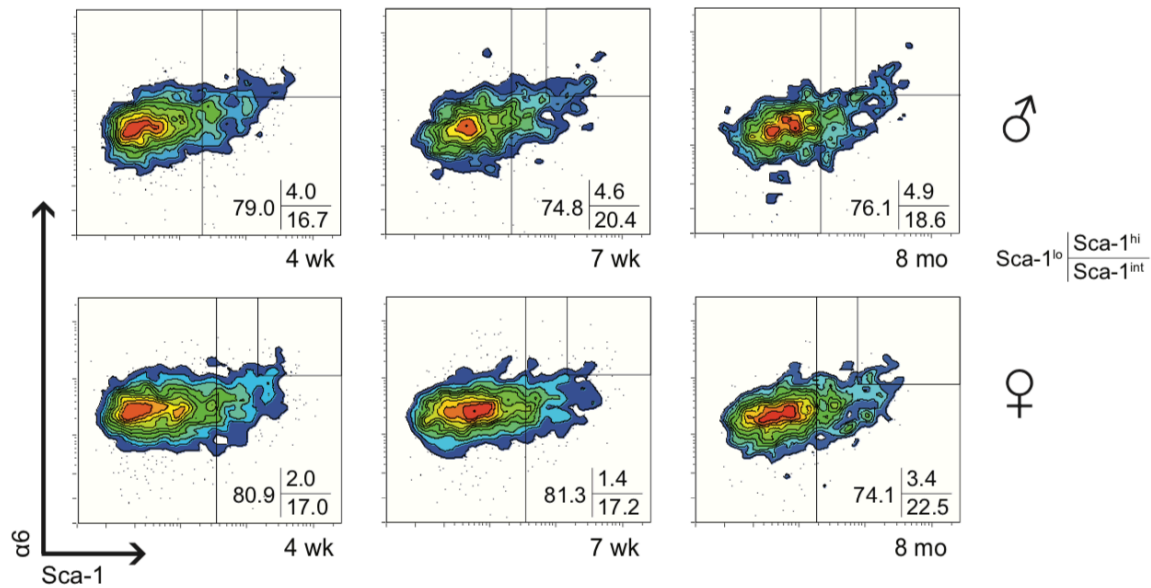 79.0 4.0
16.7
4 wk
74.8 4.6
20.4
7 wk
76.1 4.9
18.6
8 mo
♂
Sca-1lo Sca-1hi
Sca-1int
80.9 2.0
17.0
4 wk
81.3 1.4
17.2
7 wk
74.1 3.4
22.5
8 mo
♀
α6
Sca-1